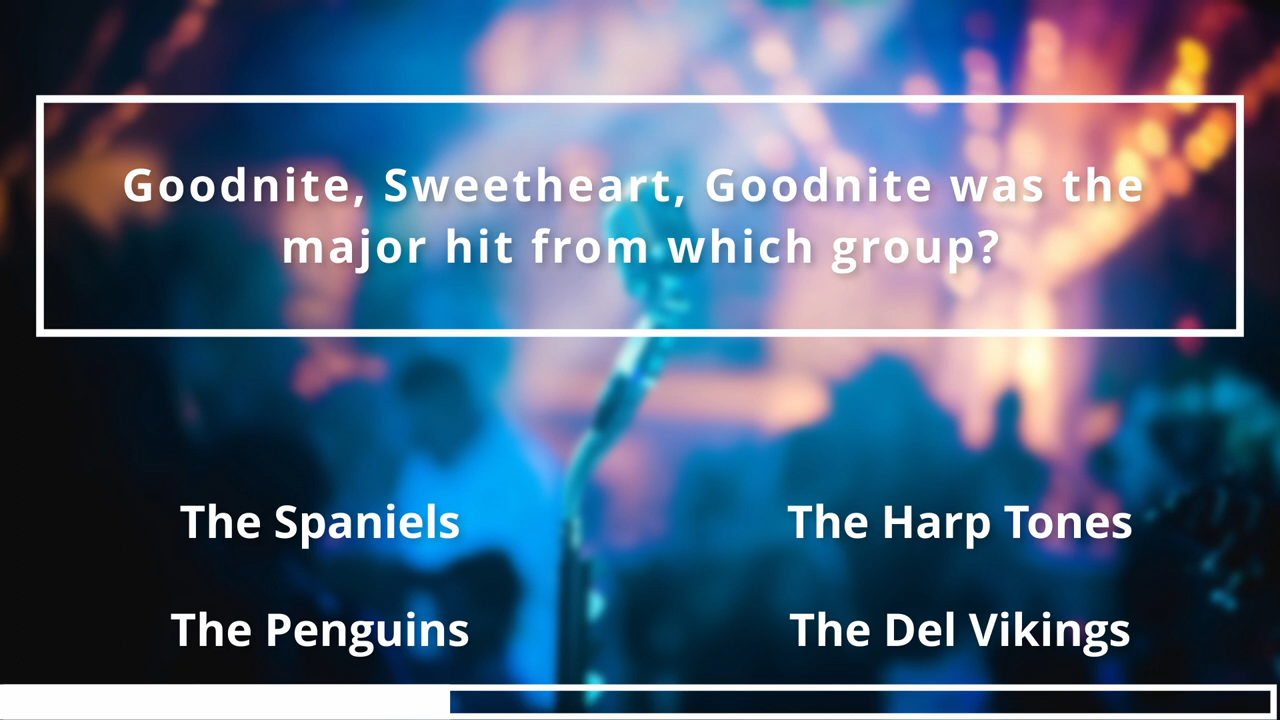 Goodnite, Sweetheart, Goodnite was the
major hit from which group?
The Spaniels
The Harp Tones
The Penguins
The Del Vikings